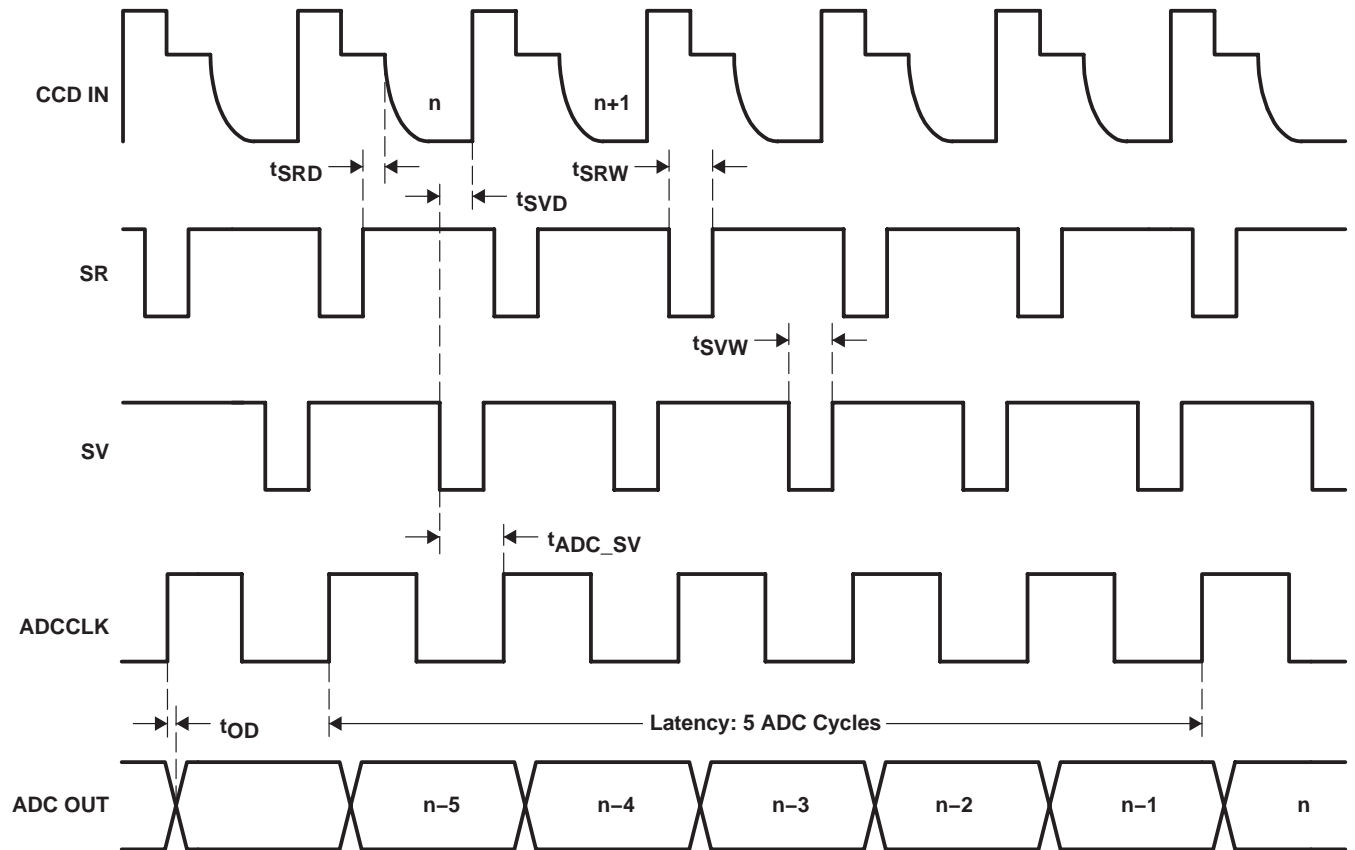 CCD IN
n
n+1
tSRD
tSRW
tSVD
SR
tSVW
SV
tADC_SV
ADCCLK
tOD
Latency: 5 ADC Cycles
ADC OUT
n–5
n–4
n–3
n–2
n–1
n